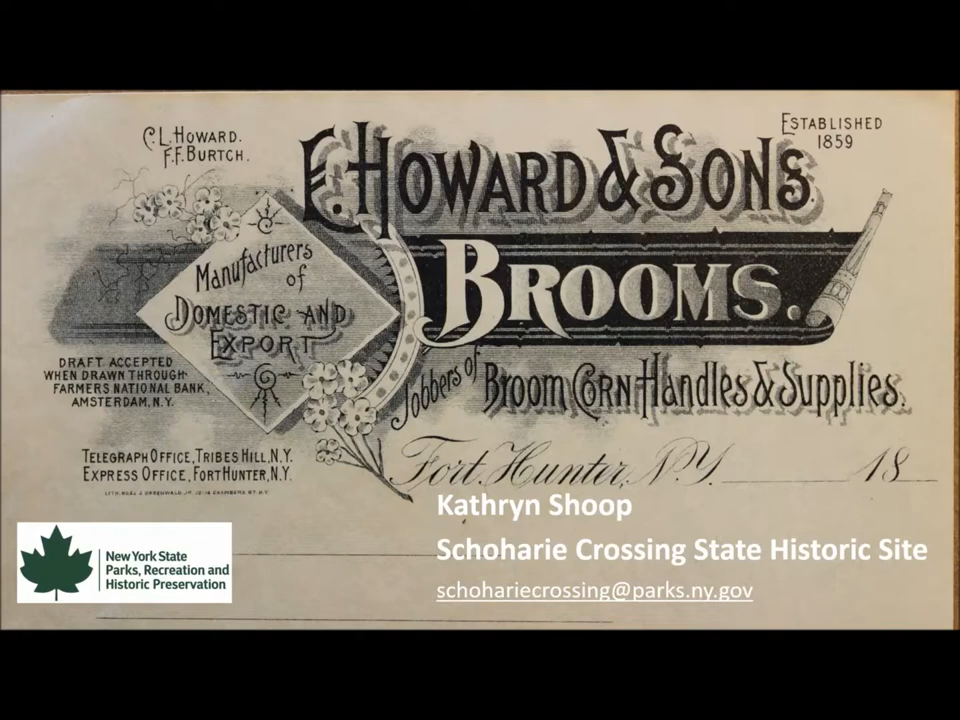 C.L. HOWARD.
F.F. BURTCH.
ESTABLISHED
1859
E. HOWARD & SONS.
BROOMS.
Manufacturers
of
DOMESTIC AND
EXPORT
Jobbers of BROOM CORN HANDLES & SUPPLIES.
DRAFT ACCEPTED
WHEN DRAWN THROUGH
FARMERS NATIONAL BANK,
AMSTERDAM, N.Y.
TELEGRAPH OFFICE, TRIBES HILL, N.Y.
EXPRESS OFFICE, FORT HUNTER, N.Y.
Fort Hunter, N.Y. 18
Kathryn Shoop
Schoharie Crossing State Historic Site
schohariecrossing@parks.ny.gov
New York State
Parks, Recreation and
Historic Preservation